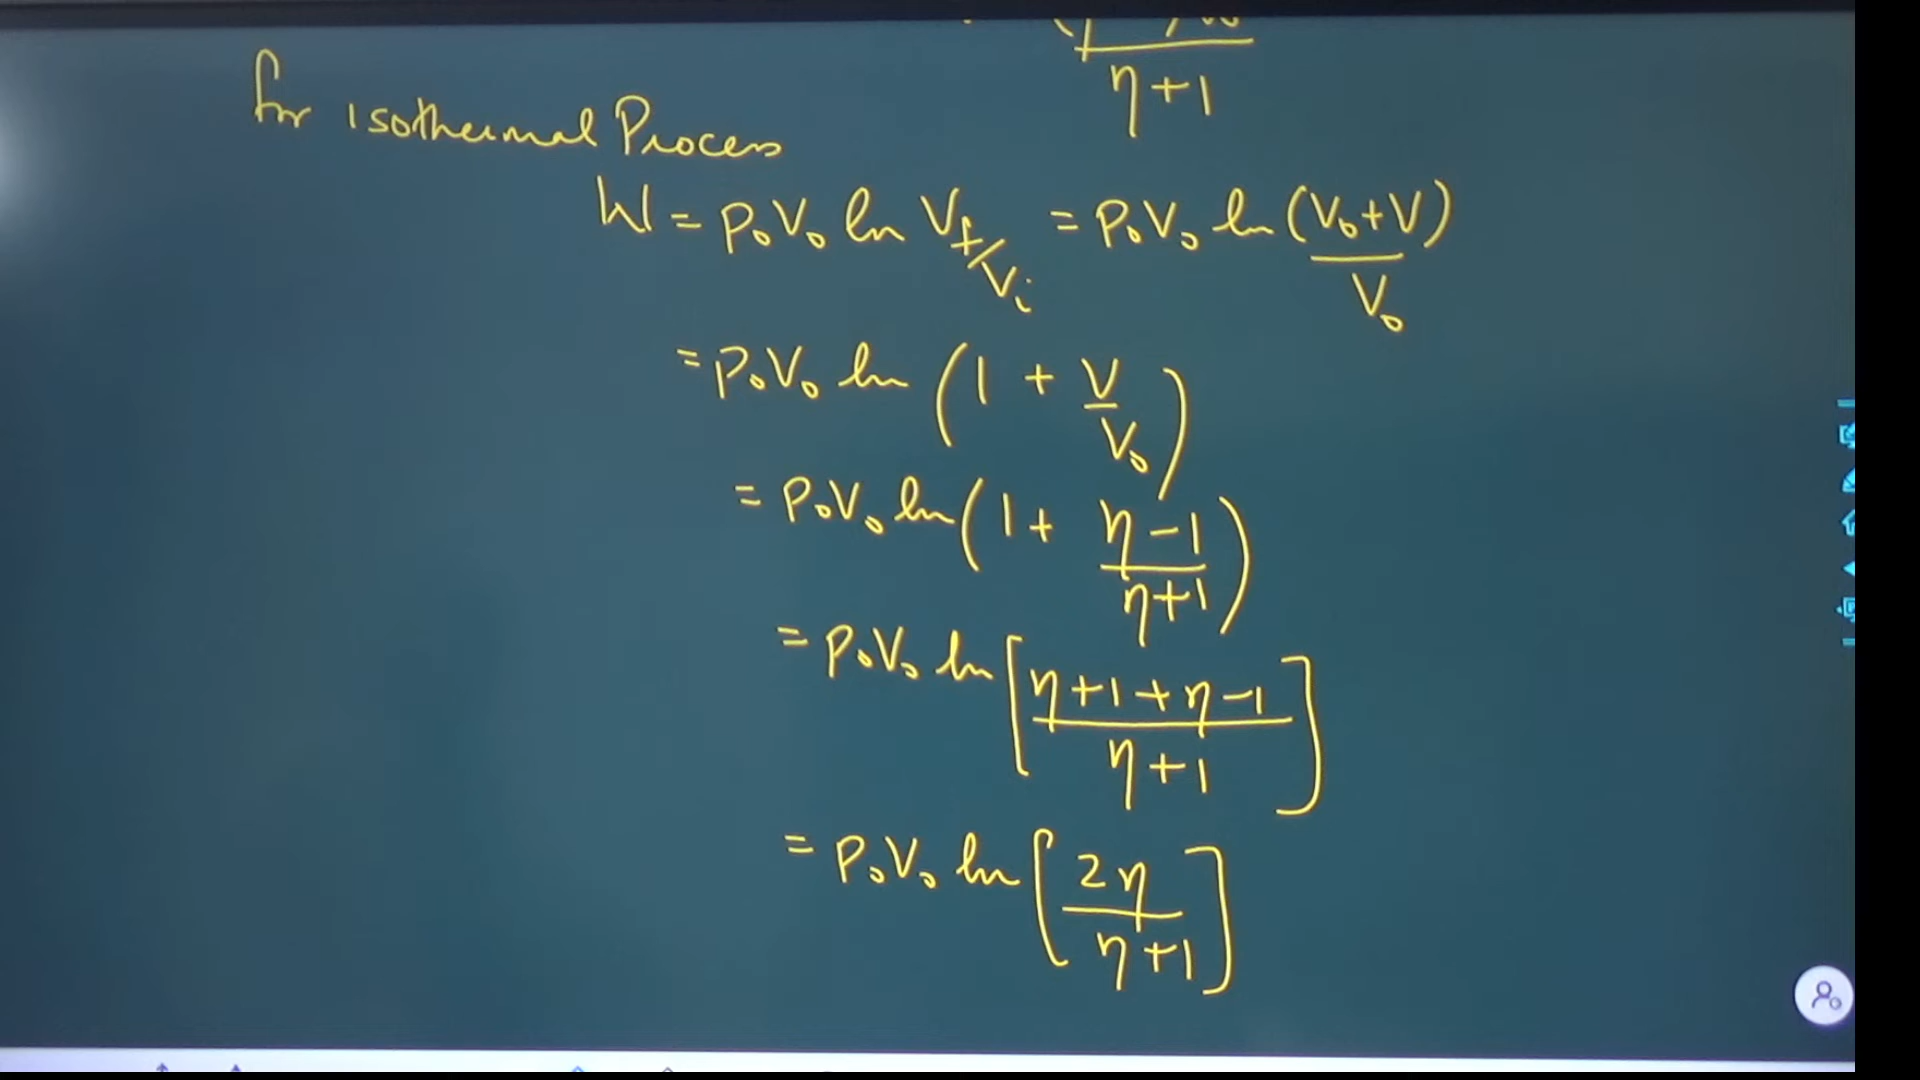 η+1
for isothermal Process
W = P₀V₀ ln V_f/V_i = P₀V₀ ln (V₀+V)/V₀
= P₀V₀ ln (1 + V/V₀)
= P₀V₀ ln (1 + (η-1)/(η+1))
= P₀V₀ ln [(η+1+η-1)/(η+1)]
= P₀V₀ ln [2η/(η+1)]